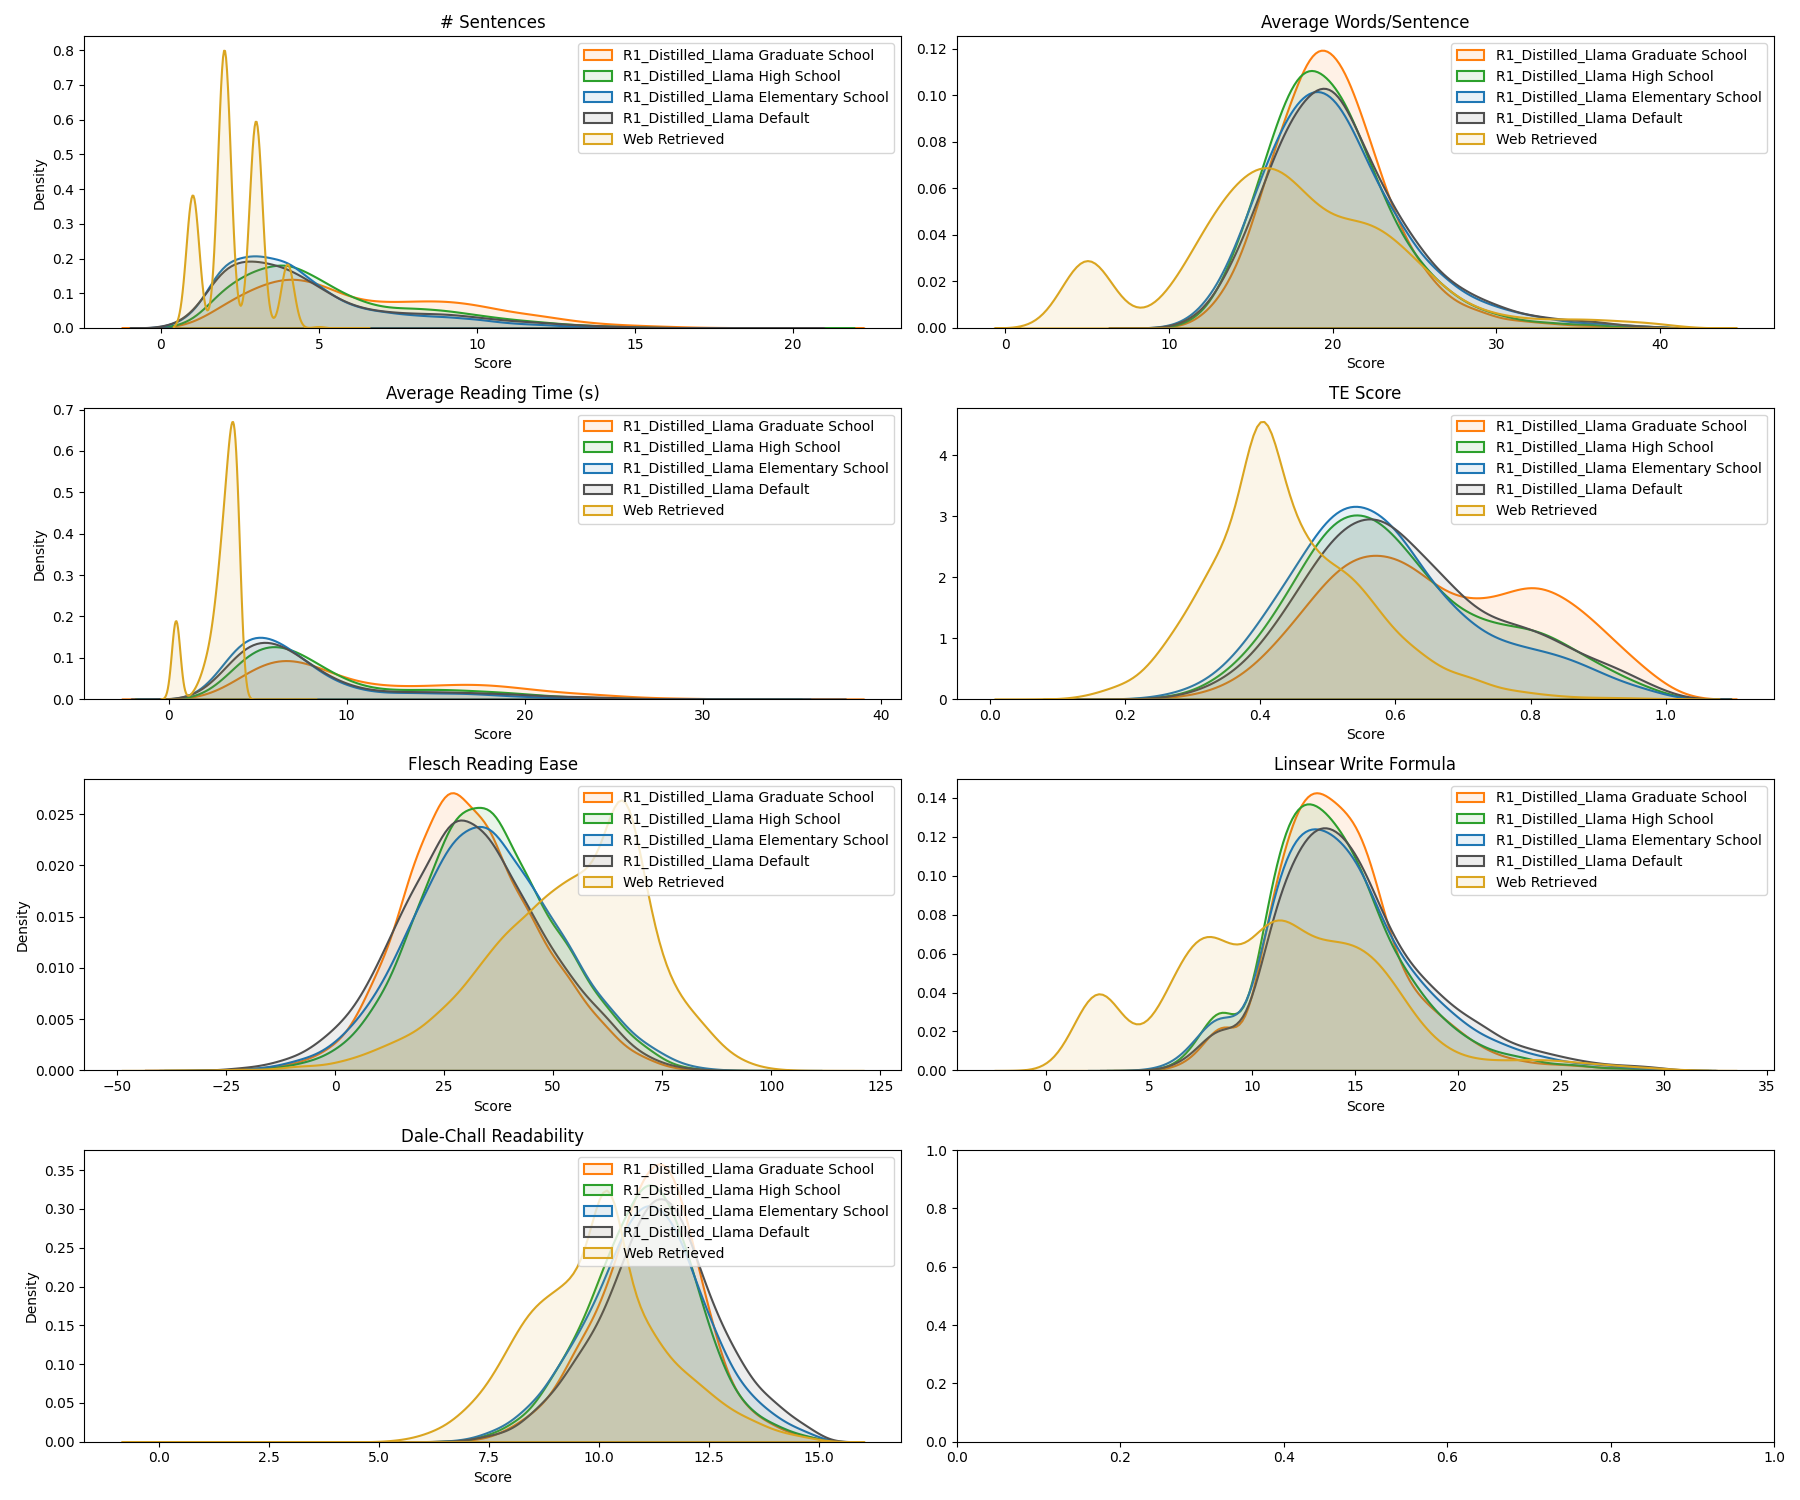 # Sentences
R1_Distilled_Llama Graduate School
R1_Distilled_Llama High School
R1_Distilled_Llama Elementary School
R1_Distilled_Llama Default
Web Retrieved
Density
0.8
0.7
0.6
0.5
0.4
0.3
0.2
0.1
0.0
0 5 10 15 20
Score
Average Words/Sentence
R1_Distilled_Llama Graduate School
R1_Distilled_Llama High School
R1_Distilled_Llama Elementary School
R1_Distilled_Llama Default
Web Retrieved
0.12
0.10
0.08
0.06
0.04
0.02
0.00
0 10 20 30 40
Score
Average Reading Time (s)
R1_Distilled_Llama Graduate School
R1_Distilled_Llama High School
R1_Distilled_Llama Elementary School
R1_Distilled_Llama Default
Web Retrieved
Density
0.7
0.6
0.5
0.4
0.3
0.2
0.1
0.0
0 10 20 30 40
Score
TE Score
R1_Distilled_Llama Graduate School
R1_Distilled_Llama High School
R1_Distilled_Llama Elementary School
R1_Distilled_Llama Default
Web Retrieved
4
3
2
1
0
0.0 0.2 0.4 0.6 0.8 1.0
Score
Flesch Reading Ease
R1_Distilled_Llama Graduate School
R1_Distilled_Llama High School
R1_Distilled_Llama Elementary School
R1_Distilled_Llama Default
Web Retrieved
Density
0.025
0.020
0.015
0.010
0.005
0.000
−50 −25 0 25 50 75 100 125
Score
Linsear Write Formula
R1_Distilled_Llama Graduate School
R1_Distilled_Llama High School
R1_Distilled_Llama Elementary School
R1_Distilled_Llama Default
Web Retrieved
0.14
0.12
0.10
0.08
0.06
0.04
0.02
0.00
0 5 10 15 20 25 30 35
Score
Dale-Chall Readability
R1_Distilled_Llama Graduate School
R1_Distilled_Llama High School
R1_Distilled_Llama Elementary School
R1_Distilled_Llama Default
Web Retrieved
Density
0.35
0.30
0.25
0.20
0.15
0.10
0.05
0.00
0.0 2.5 5.0 7.5 10.0 12.5 15.0
Score
1.0
0.8
0.6
0.4
0.2
0.0
0.0 0.2 0.4 0.6 0.8 1.0